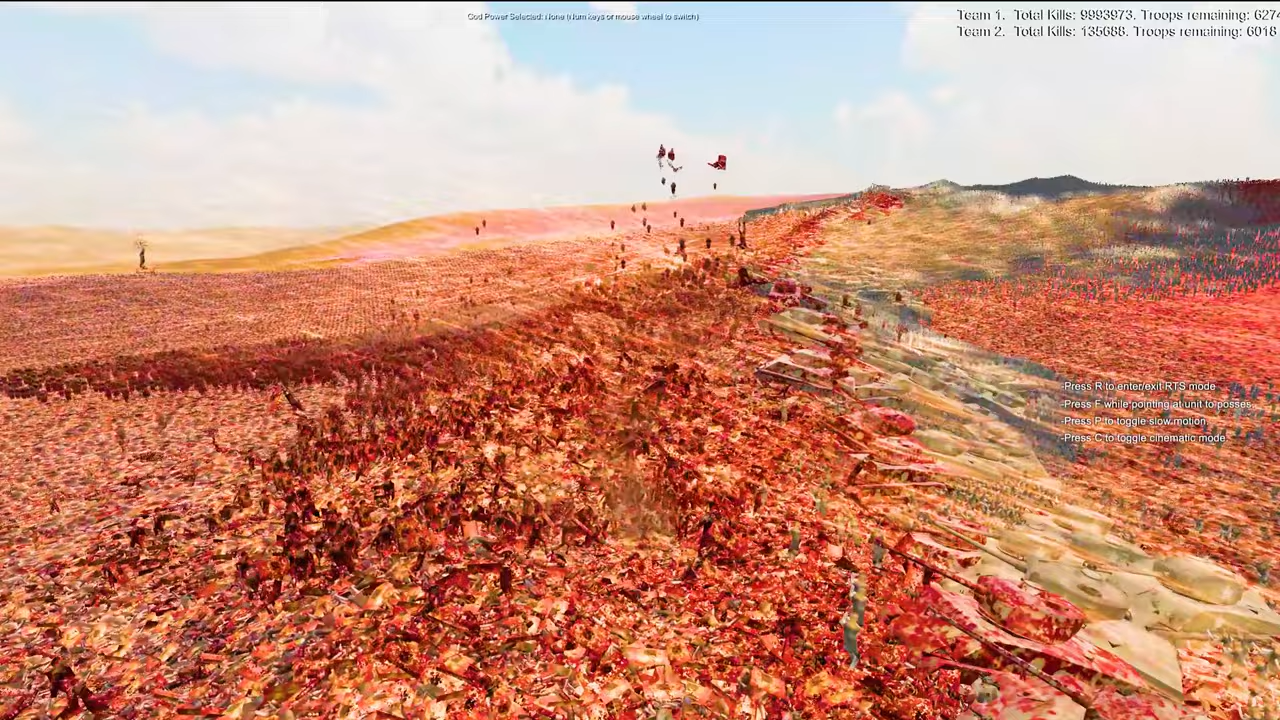 God Power Selected: None (Num keys or mouse wheel to switch)
Team 1. Total Kills: 9993973. Troops remaining: 6274
Team 2. Total Kills: 135688. Troops remaining: 6018
-Press R to enter/exit RTS mode
-Press F while pointing at unit to posses.
-Press P to toggle slow motion.
-Press C to toggle cinematic mode